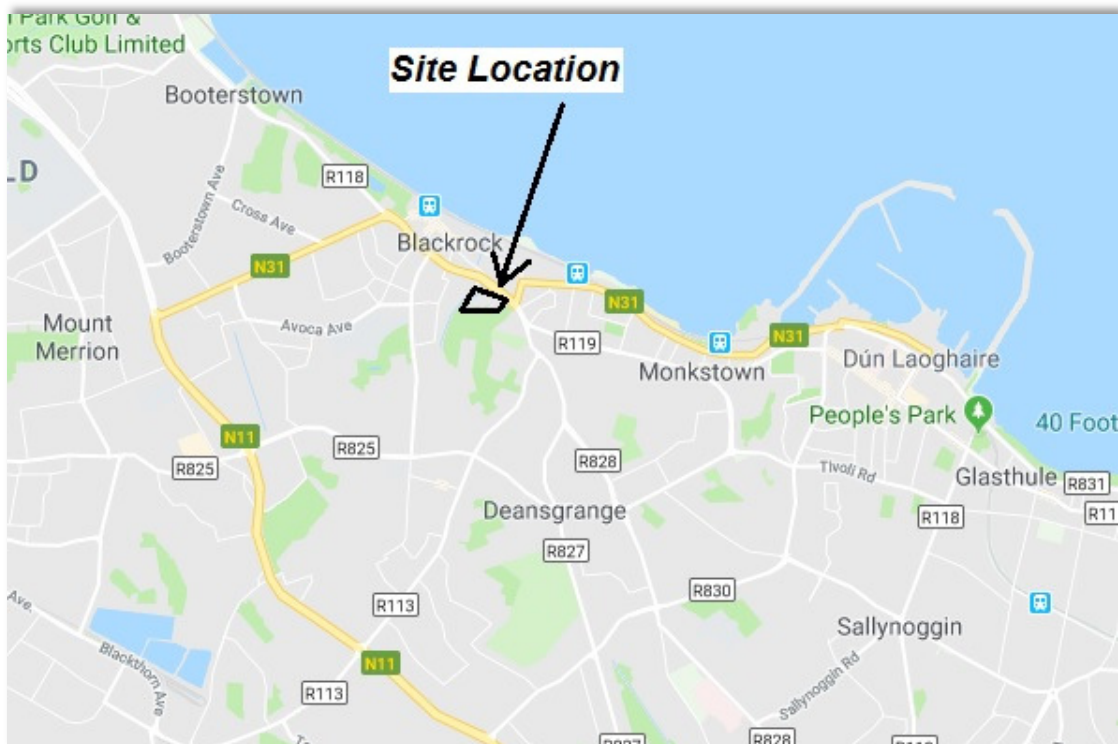 Park Golf &
orts Club Limited
Site Location
Booterstown
LD
R118
Booterstown Ave
Cross Ave
Blackrock
N31
N31
Mount
Merrion
Avoca Ave
R119
N31
Monkstown
Dún Laoghaire
People's Park
40 Foot
N11
R825
R825
R828
Tivoli Rd
Glasthule
R831
R118
R11
Deansgrange
R827
R830
R113
Sallynoggin
Ave.
Blackthorn Ave
N11
R113
Sallynoggin Rd
R827
R828